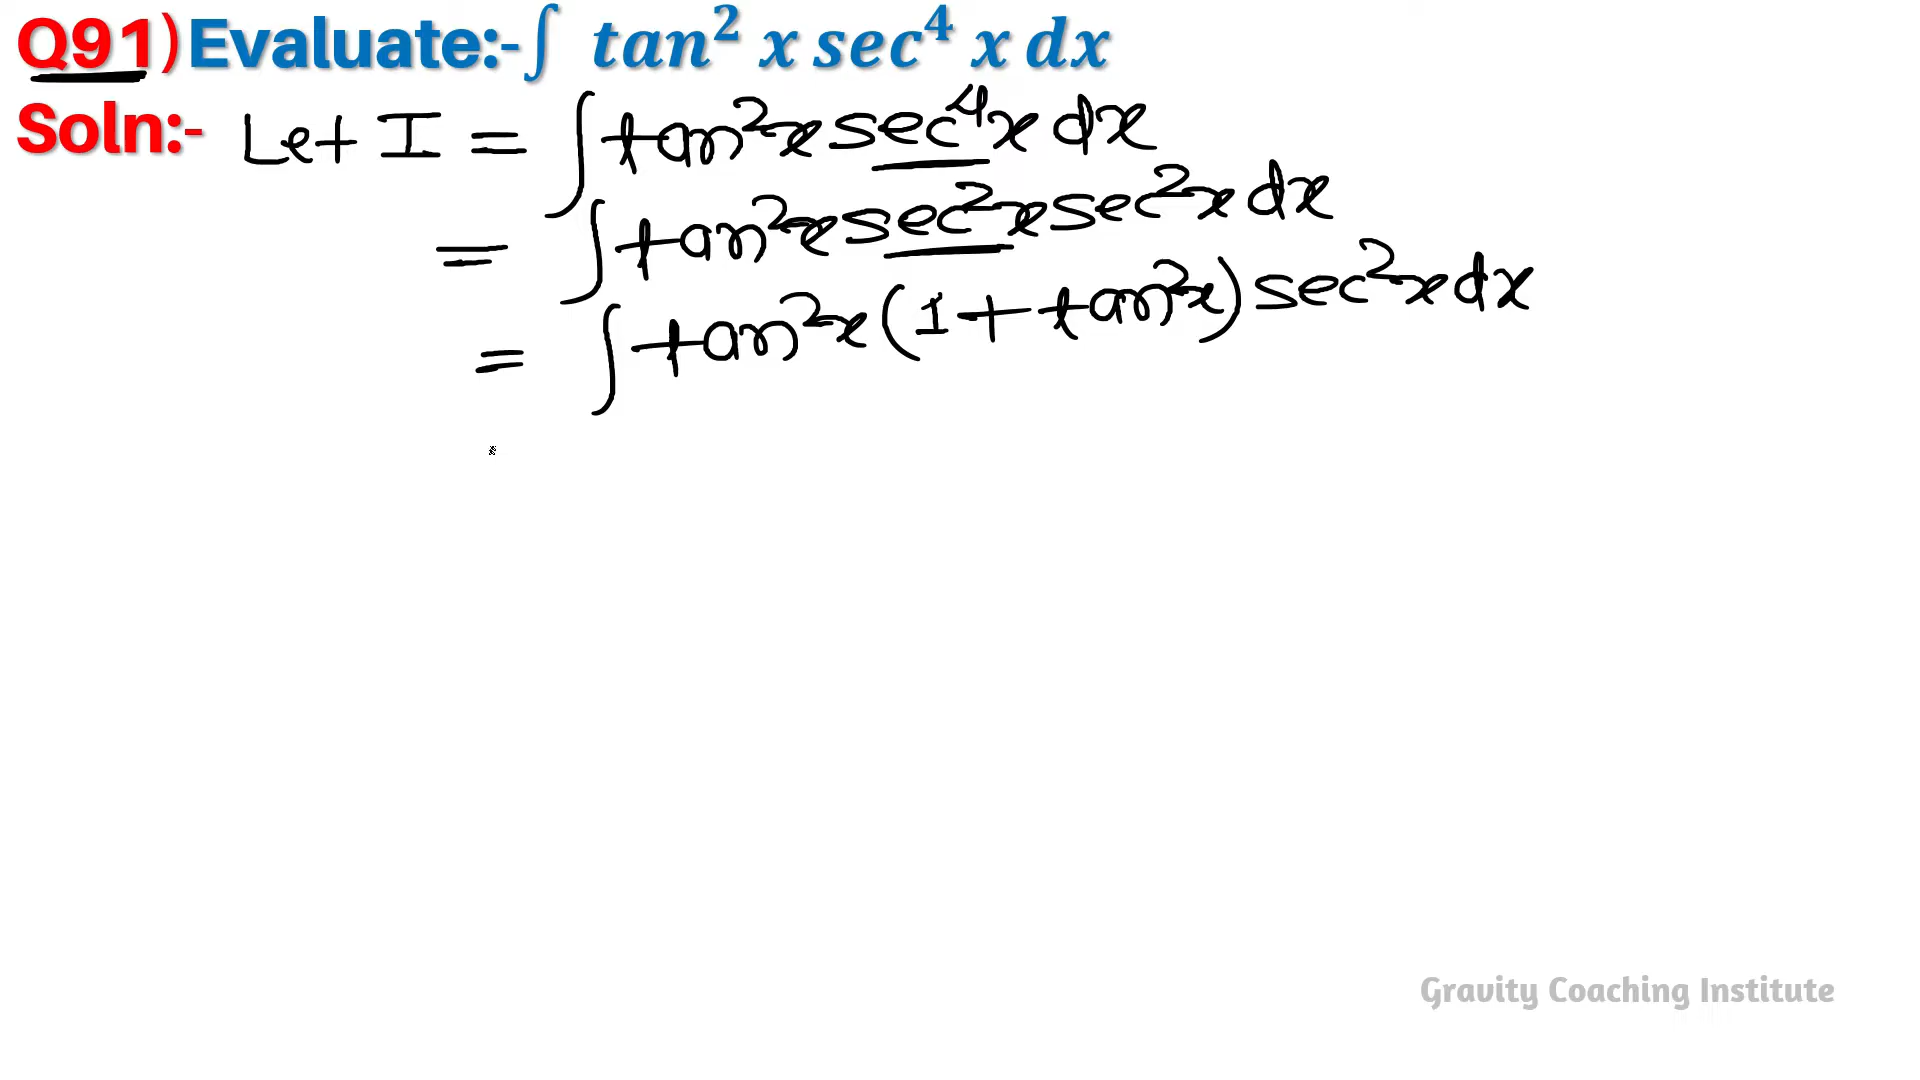 Q91) Evaluate:- ∫ tan² x sec⁴ x dx
Soln:- Let I = ∫ tan²x sec⁴x dx
= ∫ tan²x sec²x sec²x dx
= ∫ tan²x (1 + tan²x) sec²x dx
Gravity Coaching Institute